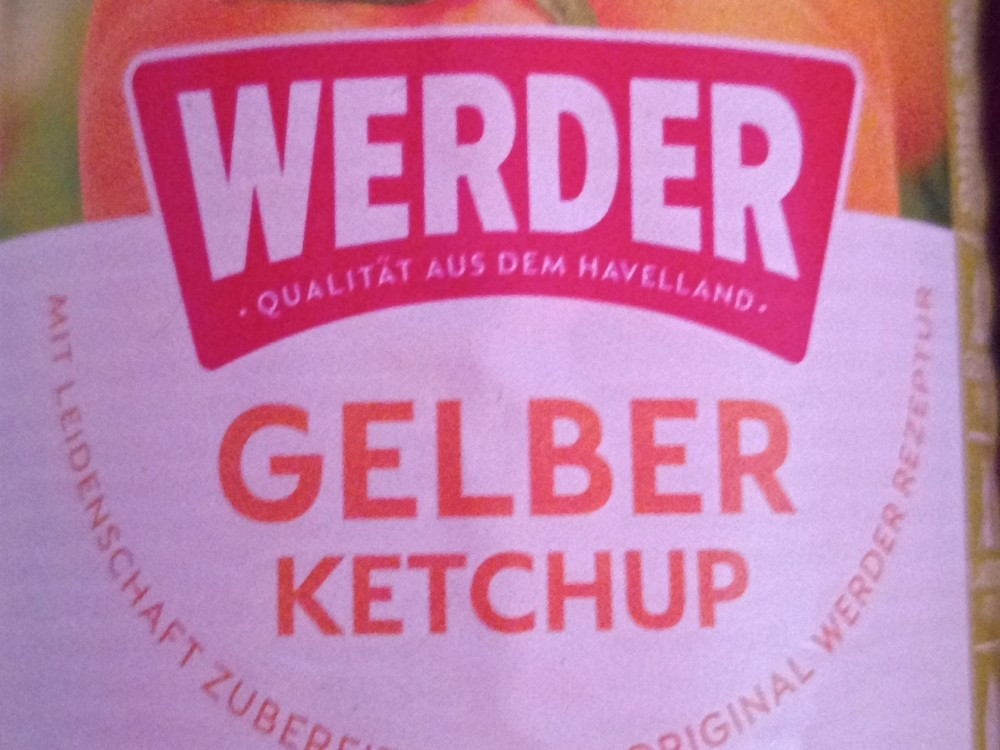 WERDER
· QUALITÄT AUS DEM HAVELLAND ·
GELBER
KETCHUP
MIT LEIDENSCHAFT
ORIGINAL WERDER REZEPTUR